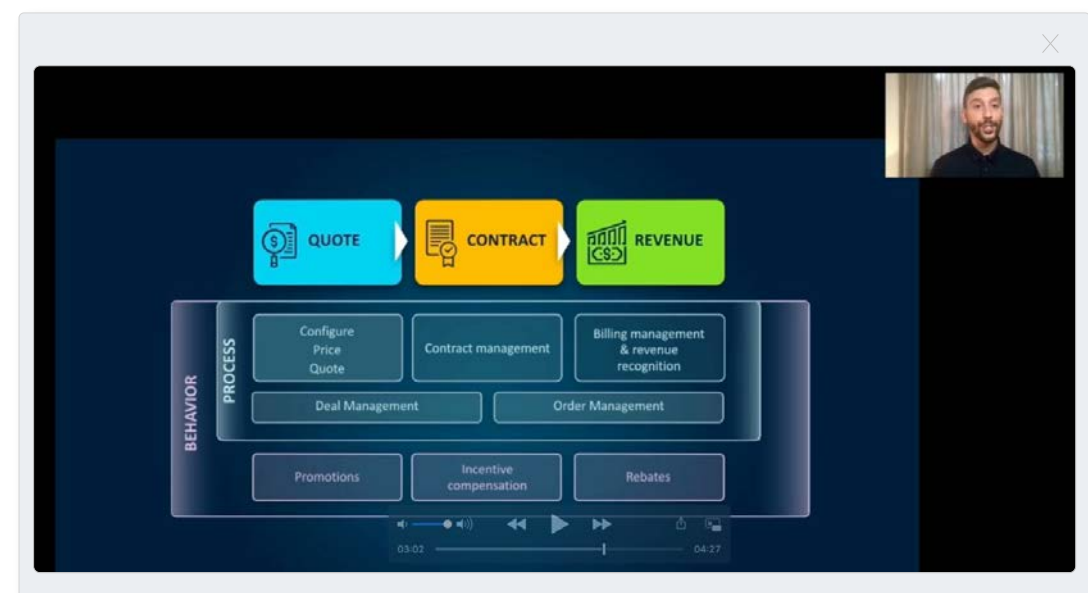 QUOTE
CONTRACT
REVENUE
BEHAVIOR
PROCESS
Configure
Price
Quote
Contract management
Billing management
& revenue
recognition
Deal Management
Order Management
Promotions
Incentive
compensation
Rebates
03:02
04:27